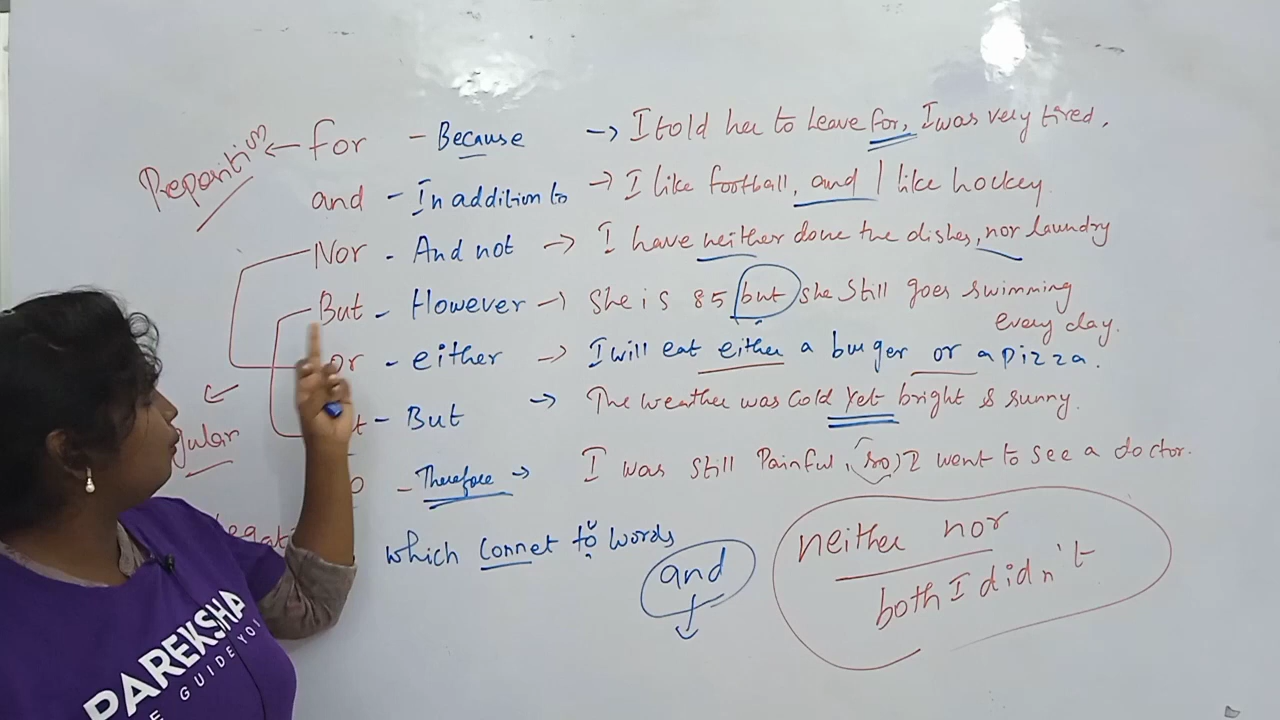 Preposition ← for - Because → I told her to leave for, I was very tired.
and - In addition to → I like football, and I like hockey.
Nor - And not → I have neither done the dishes, nor laundry
But - However → She is 85 but she still goes swimming
every day.
or - either → I will eat either a burger or a pizza.
- But → The weather was cold yet bright & sunny.
gular
- Therefore → I was still Painful, (so) I went to see a doctor.
which connet to words
and
neither nor
both I didn't
PAREKSHA
E GUIDE YOU